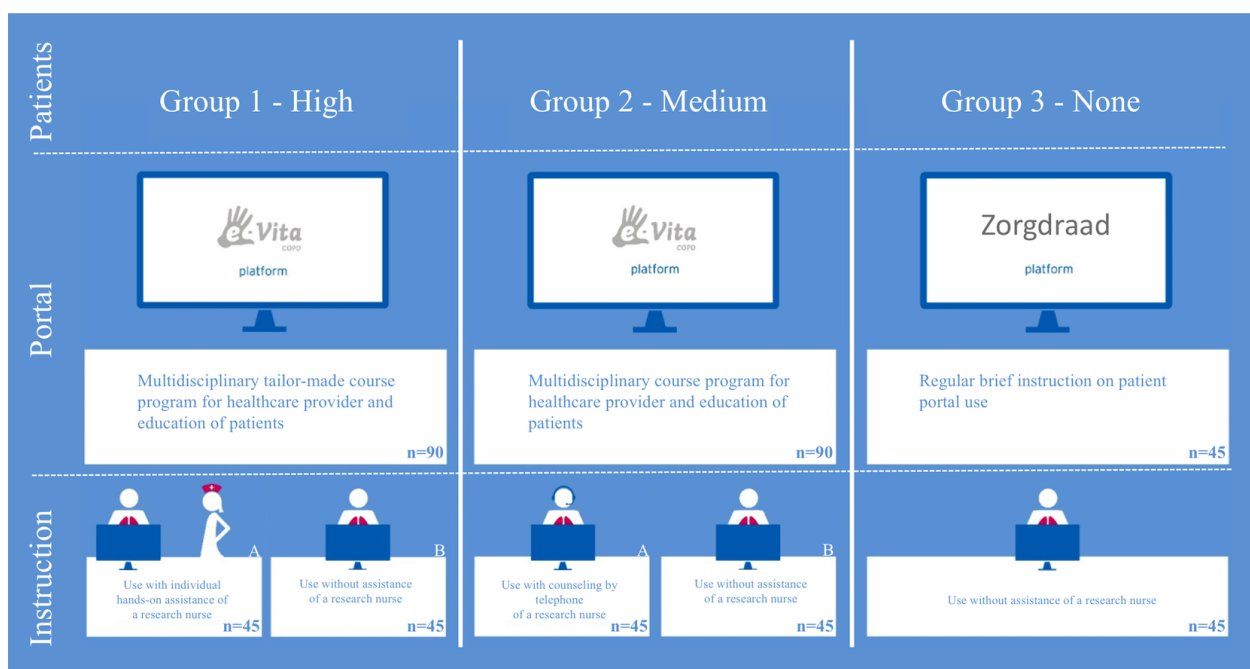 Patients
Group 1 - High
Group 2 - Medium
Group 3 - None
Portal
e-Vita
COPD
platform
e-Vita
COPD
platform
Zorgdraad
platform
Multidisciplinary tailor-made course
program for healthcare provider and
education of patients
n=90
Multidisciplinary course program for
healthcare provider and education of
patients
n=90
Regular brief instruction on patient
portal use
n=45
Instruction
A
Use with individual
hands-on assistance of
a research nurse
n=45
B
Use without assistance
of a research nurse
n=45
A
Use with counseling by
telephone
of a research nurse
n=45
B
Use without assistance
of a research nurse
n=45
Use without assistance of a research nurse
n=45